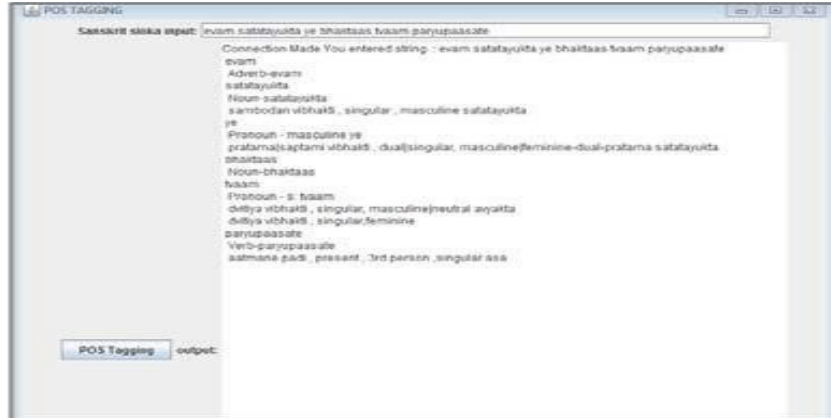 POS TAGGING
Sanskrit sloka input: evam satatayukta ye bhaktaas tvaam paryupaasate
Connection Made You entered string. : evam satatayukta ye bhaktaas tvaam paryupaasate
evam
Adverb-evam
satatayukta
Noun-satatayukta
sambodan vibhakti , singular , masculine satatayukta
ye
Pronoun - masculine ye
pratama|saptami vibhakti , dual|singular, masculine|feminine-dual-pratama satatayukta
bhaktaas
Noun-bhaktaas
tvaam
Pronoun - s: tvaam
dvitiya vibhakti , singular, masculine|neutral avyakta
dvitiya vibhakti , singular,feminine
paryupaasate
Verb-paryupaasate
aatmane padi , present , 3rd person ,singular asa
POS Tagging output: